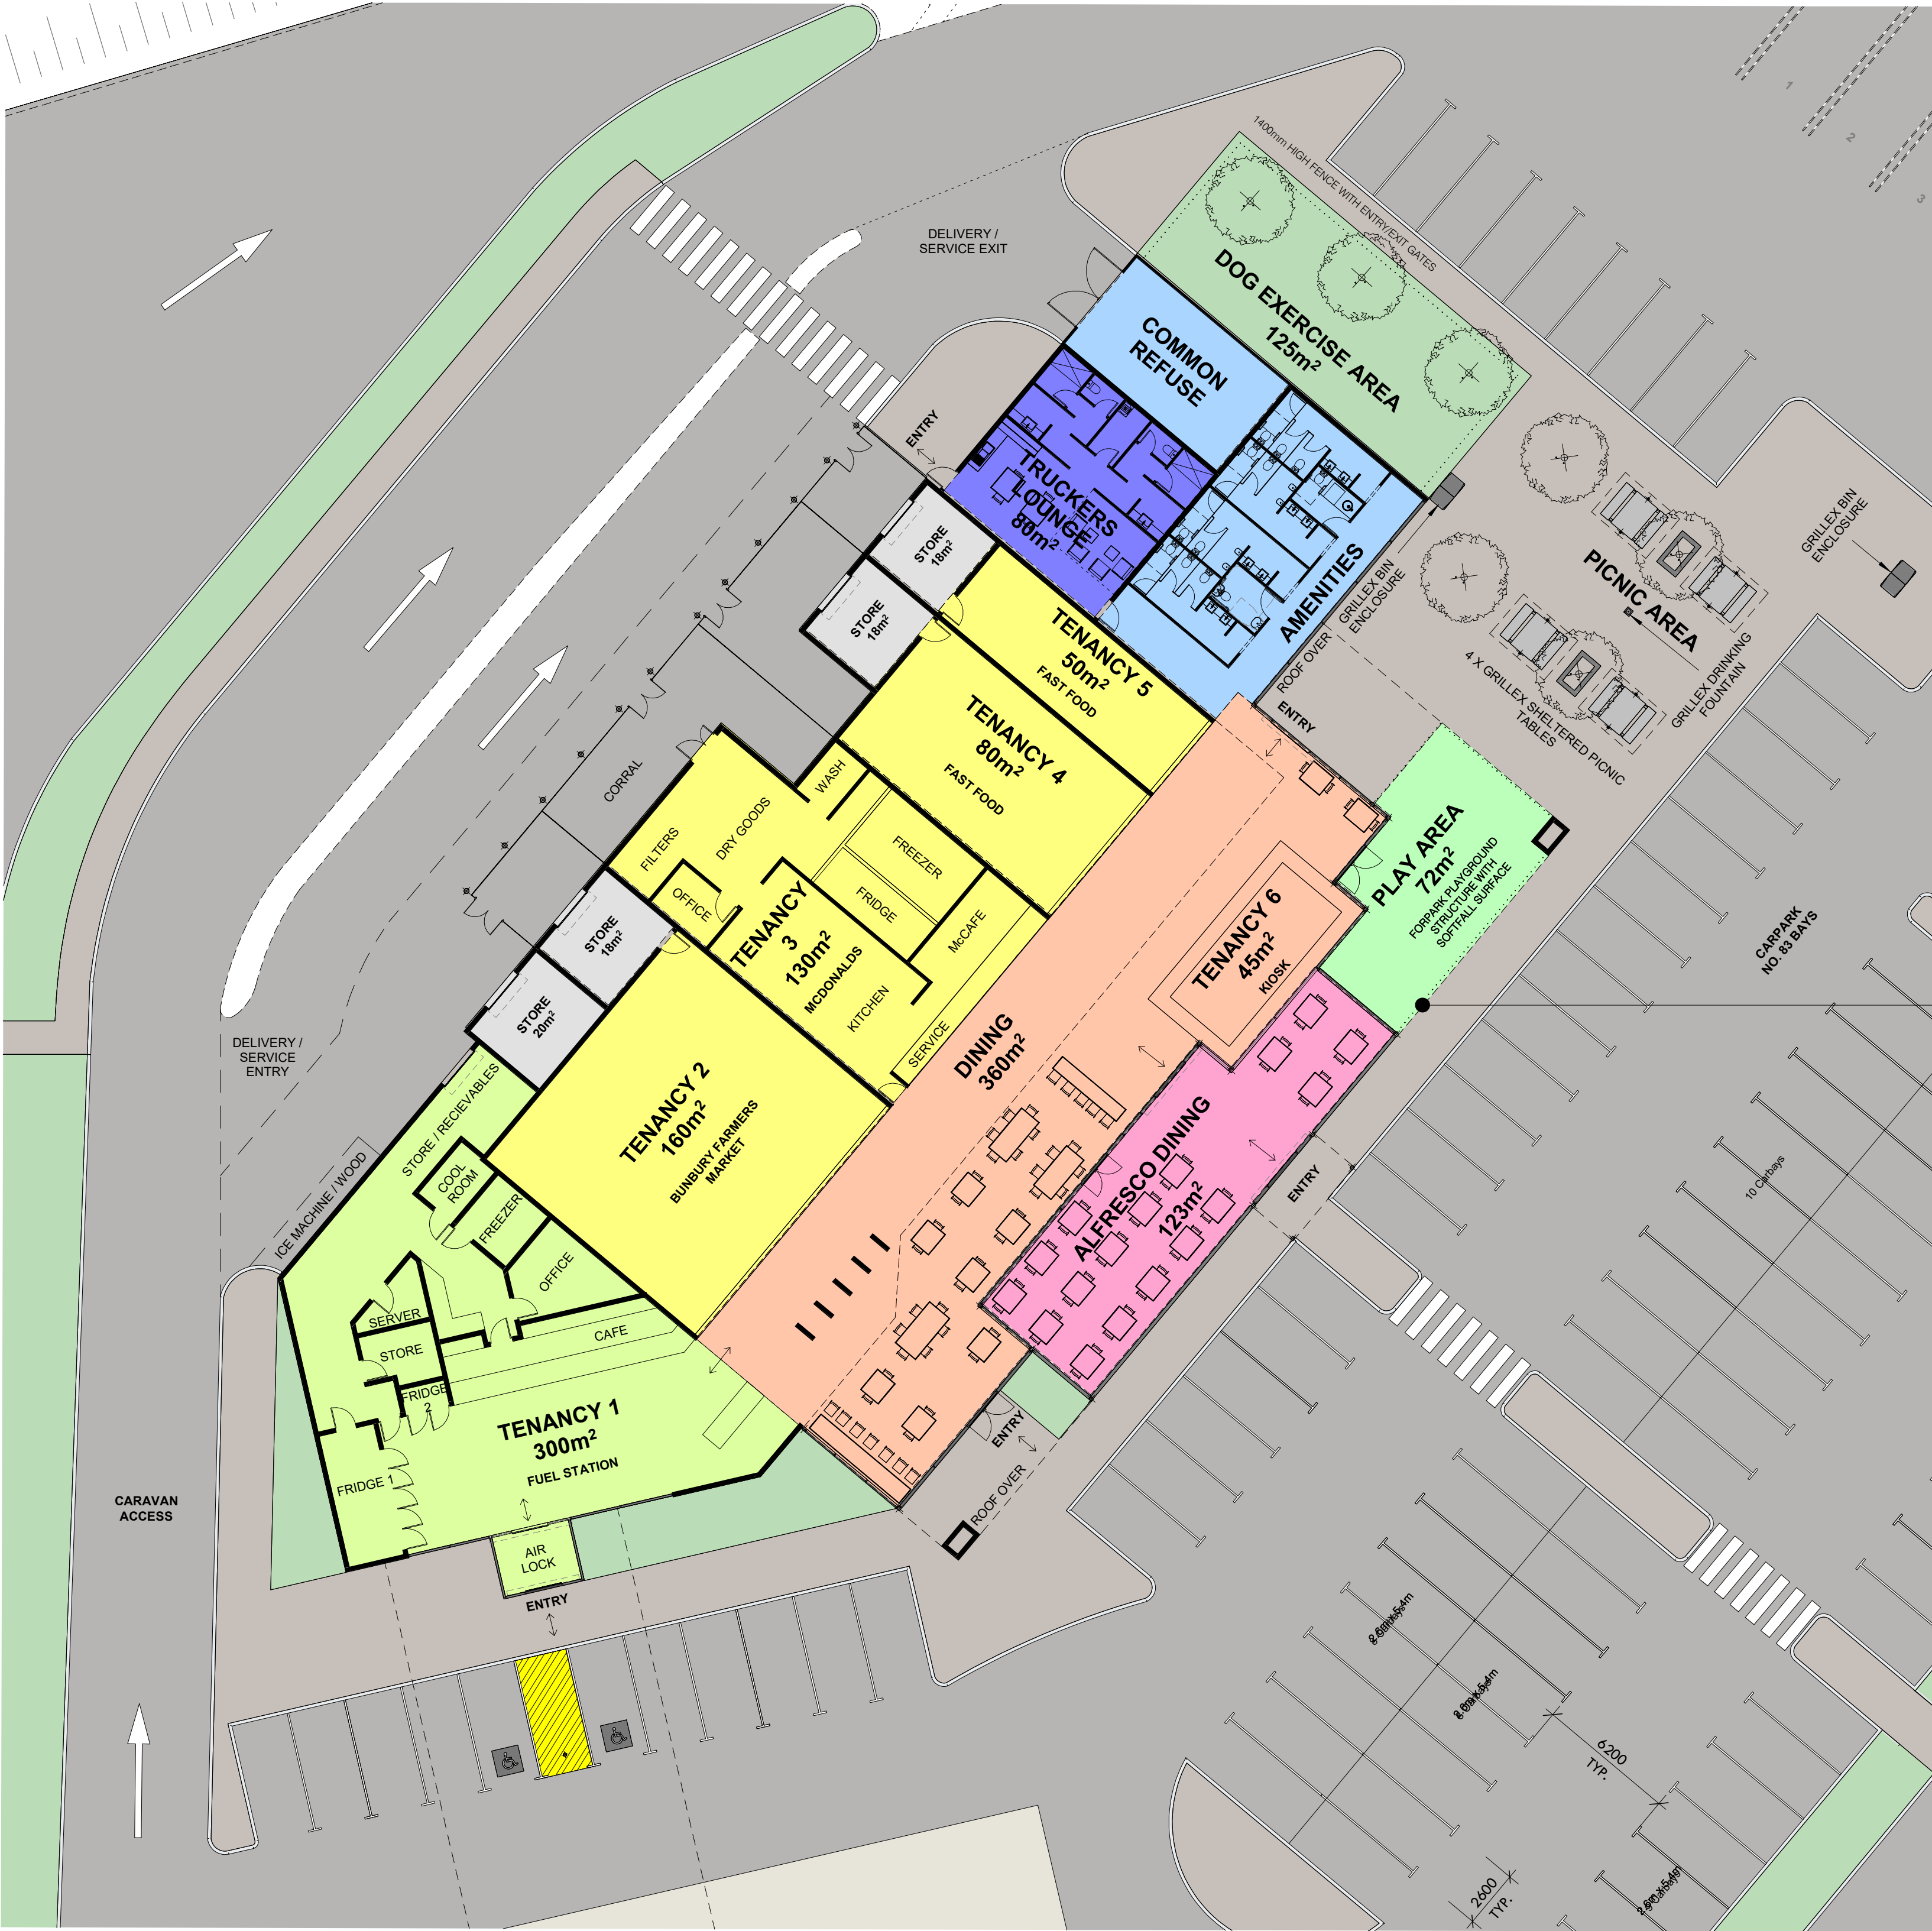 1
2
3
1400mm HIGH FENCE WITH ENTRY/EXIT GATES
DELIVERY /
SERVICE EXIT
DOG EXERCISE AREA
125m²
COMMON
REFUSE
ENTRY
TRUCKERS
LOUNGE
80m²
AMENITIES
GRILLEX BIN
ENCLOSURE
ROOF OVER
ENTRY
PICNIC AREA
GRILLEX BIN
ENCLOSURE
4 X GRILLEX SHELTERED PICNIC
TABLES
GRILLEX DRINKING
FOUNTAIN
STORE
18m²
STORE
18m²
TENANCY 5
50m²
FAST FOOD
TENANCY 4
80m²
FAST FOOD
CORRAL
WASH
FILTERS
DRY GOODS
OFFICE
FREEZER
FRIDGE
McCAFE
TENANCY
3
130m²
MCDONALDS
KITCHEN
SERVICE
STORE
18m²
STORE
20m²
PLAY AREA
72m²
FORPARK PLAYGROUND
STRUCTURE WITH
SOFTFALL SURFACE
TENANCY 6
45m²
KIOSK
CARPARK
NO. 83 BAYS
DINING
360m²
DELIVERY /
SERVICE
ENTRY
TENANCY 2
160m²
BUNBURY FARMERS
MARKET
ALFRESCO DINING
123m²
ENTRY
10 Carbays
STORE / RECIEVABLES
ICE MACHINE / WOOD
COOL
ROOM
FREEZER
OFFICE
SERVER
STORE
FRIDGE
2
CAFE
TENANCY 1
300m²
FUEL STATION
FRIDGE 1
AIR
LOCK
ENTRY
ENTRY
ROOF OVER
CARAVAN
ACCESS
6200
TYP.
2600
TYP.